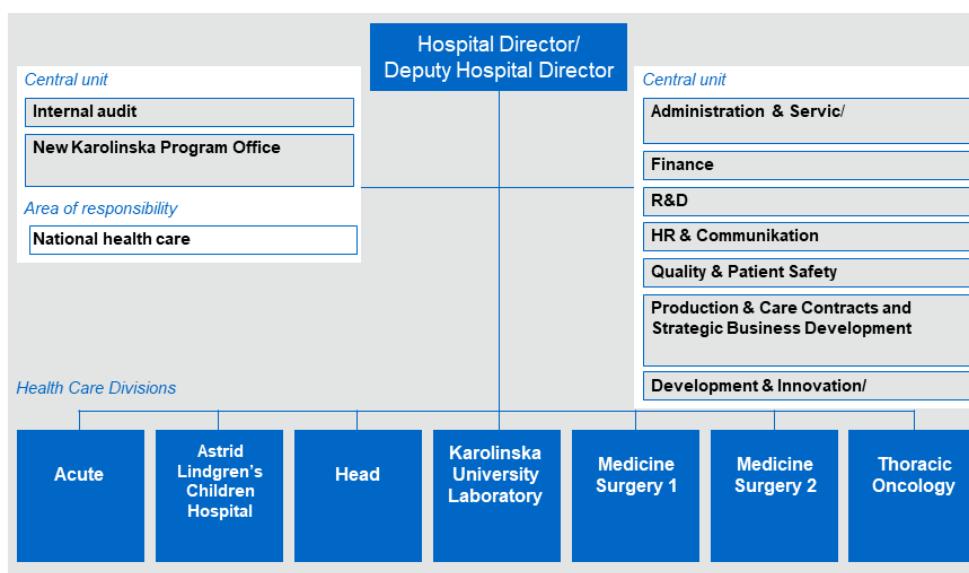 Hospital Director/
Deputy Hospital Director
Central unit
Internal audit
New Karolinska Program Office
Area of responsibility
National health care
Central unit
Administration & Servic/
Finance
R&D
HR & Communikation
Quality & Patient Safety
Production & Care Contracts and
Strategic Business Development
Development & Innovation/
Health Care Divisions
Acute
Astrid
Lindgren's
Children
Hospital
Head
Karolinska
University
Laboratory
Medicine
Surgery 1
Medicine
Surgery 2
Thoracic
Oncology